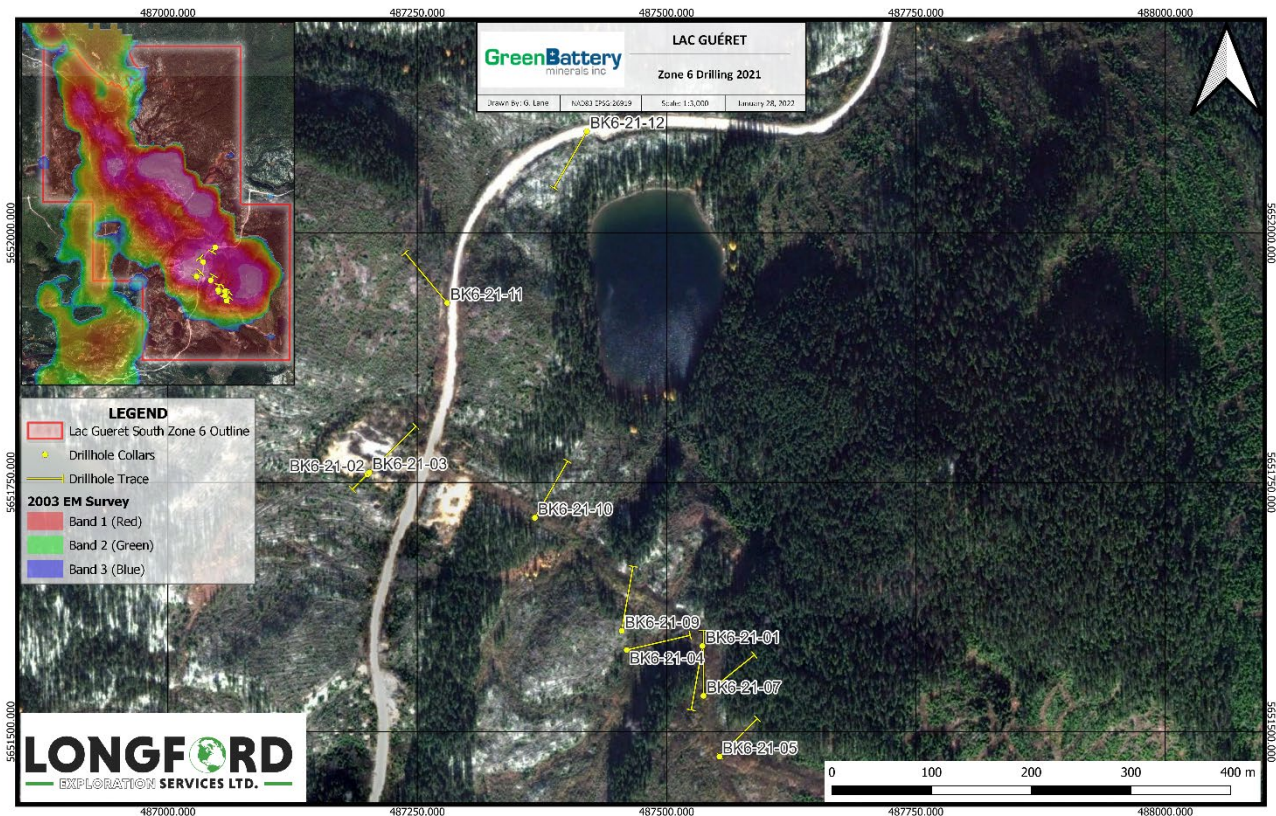 487000.000 487250.000 487500.000 487750.000 488000.000
GreenBattery
minerals inc
LAC GUÉRET
Zone 6 Drilling 2021
Drawn By: G. Lane NAD83 EPSG:26919 Scale: 1:3,000 January 28, 2022
BK6-21-12
5652000.000 5652000.000
BK6-21-11
LEGEND
Lac Gueret South Zone 6 Outline
Drillhole Collars
Drillhole Trace
2003 EM Survey
Band 1 (Red)
Band 2 (Green)
Band 3 (Blue)
BK6-21-02 BK6-21-03
5651750.000 5651750.000
BK6-21-10
BK6-21-09
BK6-21-01
BK6-21-04
BK6-21-07
5651500.000 5651500.000
BK6-21-05
LONGFORD
EXPLORATION SERVICES LTD.
0 100 200 300 400 m
487000.000 487250.000 487500.000 487750.000 488000.000